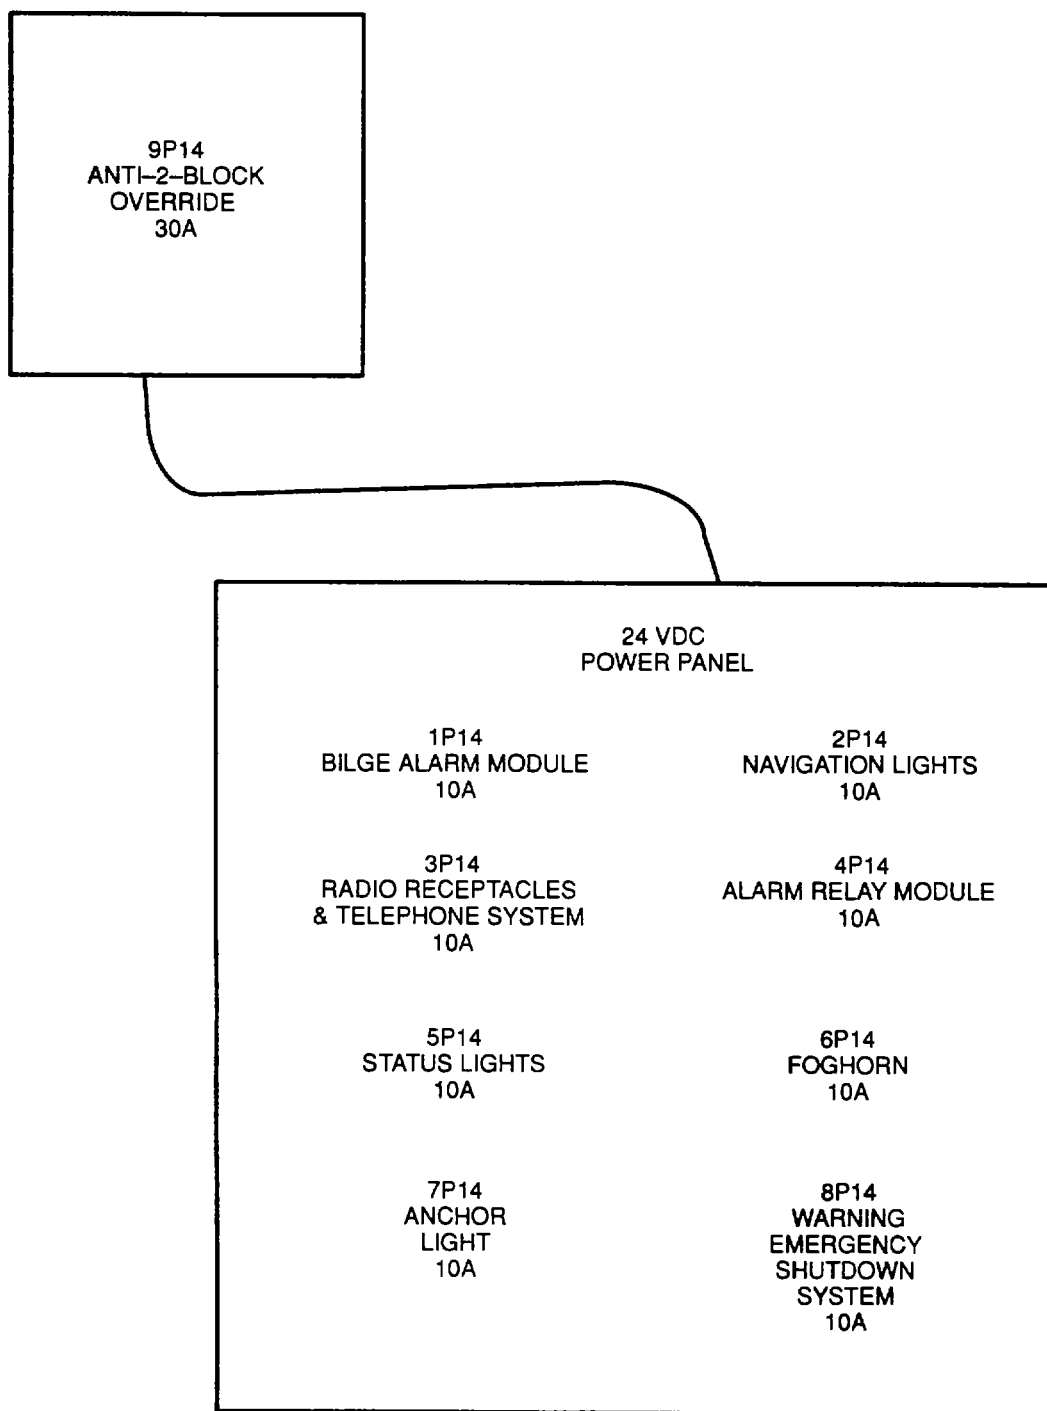 9P14
ANTI–2–BLOCK
OVERRIDE
30A
24 VDC
POWER PANEL
1P14
BILGE ALARM MODULE
10A
2P14
NAVIGATION LIGHTS
10A
3P14
RADIO RECEPTACLES
& TELEPHONE SYSTEM
10A
4P14
ALARM RELAY MODULE
10A
5P14
STATUS LIGHTS
10A
6P14
FOGHORN
10A
7P14
ANCHOR
LIGHT
10A
8P14
WARNING
EMERGENCY
SHUTDOWN
SYSTEM
10A